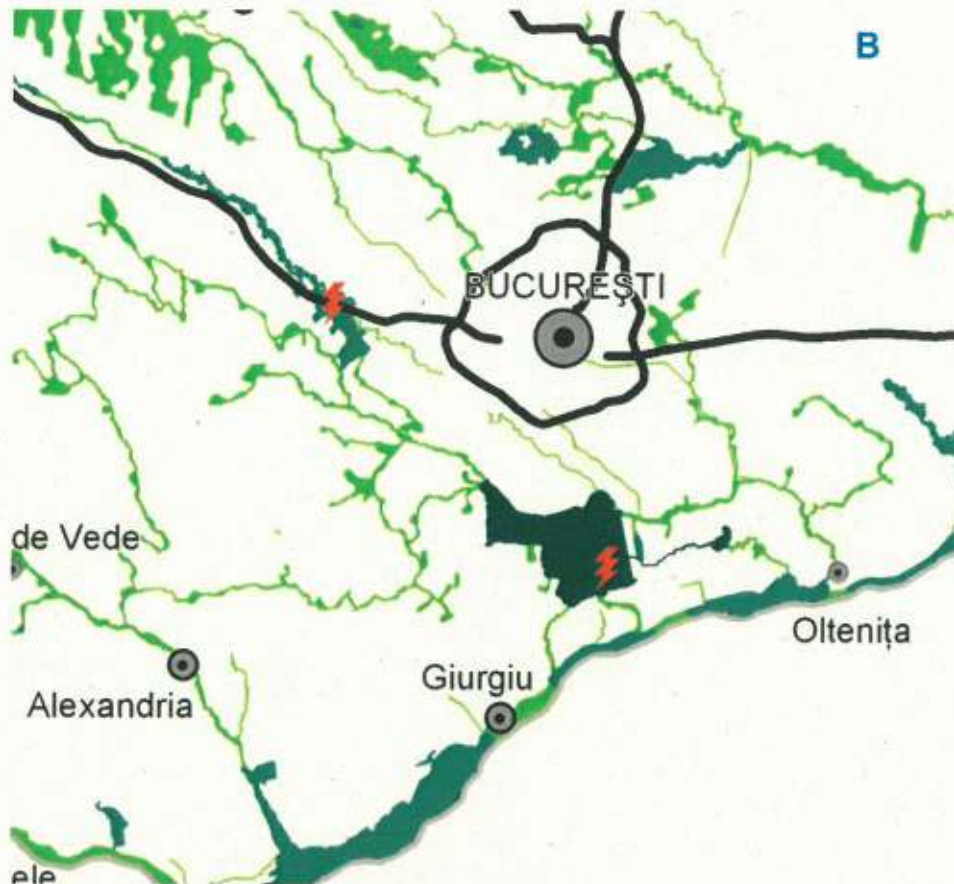 B
BUCUREȘTI
de Vede
Oltenița
Giurgiu
Alexandria
ele